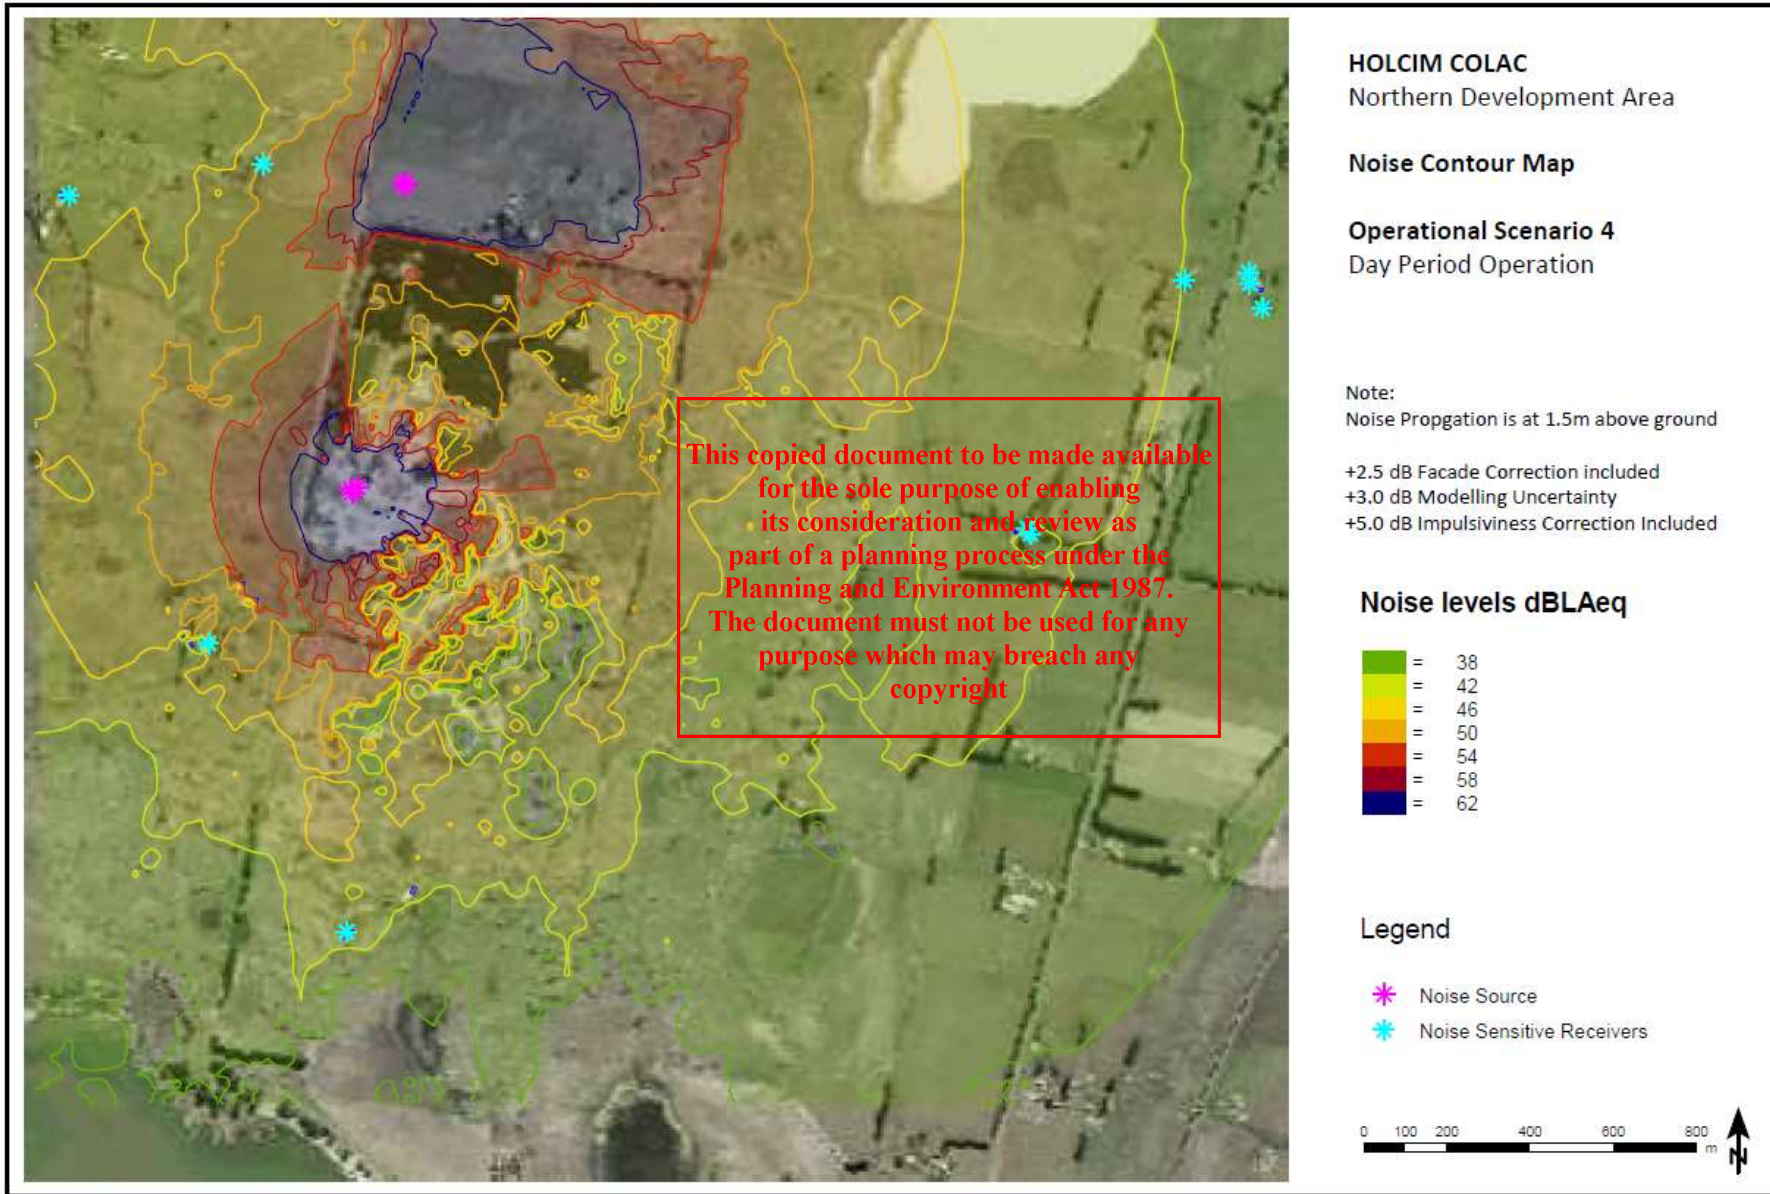 HOLCIM COLAC
Northern Development Area
Noise Contour Map
Operational Scenario 4
Day Period Operation
Note:
Noise Propgation is at 1.5m above ground
+2.5 dB Facade Correction included
+3.0 dB Modelling Uncertainty
+5.0 dB Impulsiviness Correction Included
This copied document to be made available
for the sole purpose of enabling
its consideration and review as
part of a planning process under the
Planning and Environment Act 1987.
The document must not be used for any
purpose which may breach any
copyright
Noise levels dBLAeq
= 38
= 42
= 46
= 50
= 54
= 58
= 62
Legend
Noise Source
Noise Sensitive Receivers
0 100 200 400 600 800
m
N